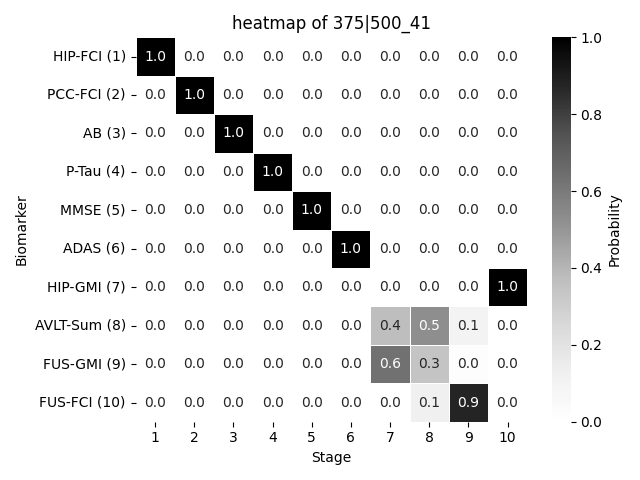 heatmap of 375|500_41
HIP-FCI (1) 1.0 0.0 0.0 0.0 0.0 0.0 0.0 0.0 0.0 0.0
PCC-FCI (2) 0.0 1.0 0.0 0.0 0.0 0.0 0.0 0.0 0.0 0.0
AB (3) 0.0 0.0 1.0 0.0 0.0 0.0 0.0 0.0 0.0 0.0
P-Tau (4) 0.0 0.0 0.0 1.0 0.0 0.0 0.0 0.0 0.0 0.0
MMSE (5) 0.0 0.0 0.0 0.0 1.0 0.0 0.0 0.0 0.0 0.0
ADAS (6) 0.0 0.0 0.0 0.0 0.0 1.0 0.0 0.0 0.0 0.0
HIP-GMI (7) 0.0 0.0 0.0 0.0 0.0 0.0 0.0 0.0 0.0 1.0
AVLT-Sum (8) 0.0 0.0 0.0 0.0 0.0 0.0 0.4 0.5 0.1 0.0
FUS-GMI (9) 0.0 0.0 0.0 0.0 0.0 0.0 0.6 0.3 0.0 0.0
FUS-FCI (10) 0.0 0.0 0.0 0.0 0.0 0.0 0.0 0.1 0.9 0.0
1 2 3 4 5 6 7 8 9 10
Stage
Biomarker
1.0
0.8
0.6
0.4
0.2
0.0
Probability